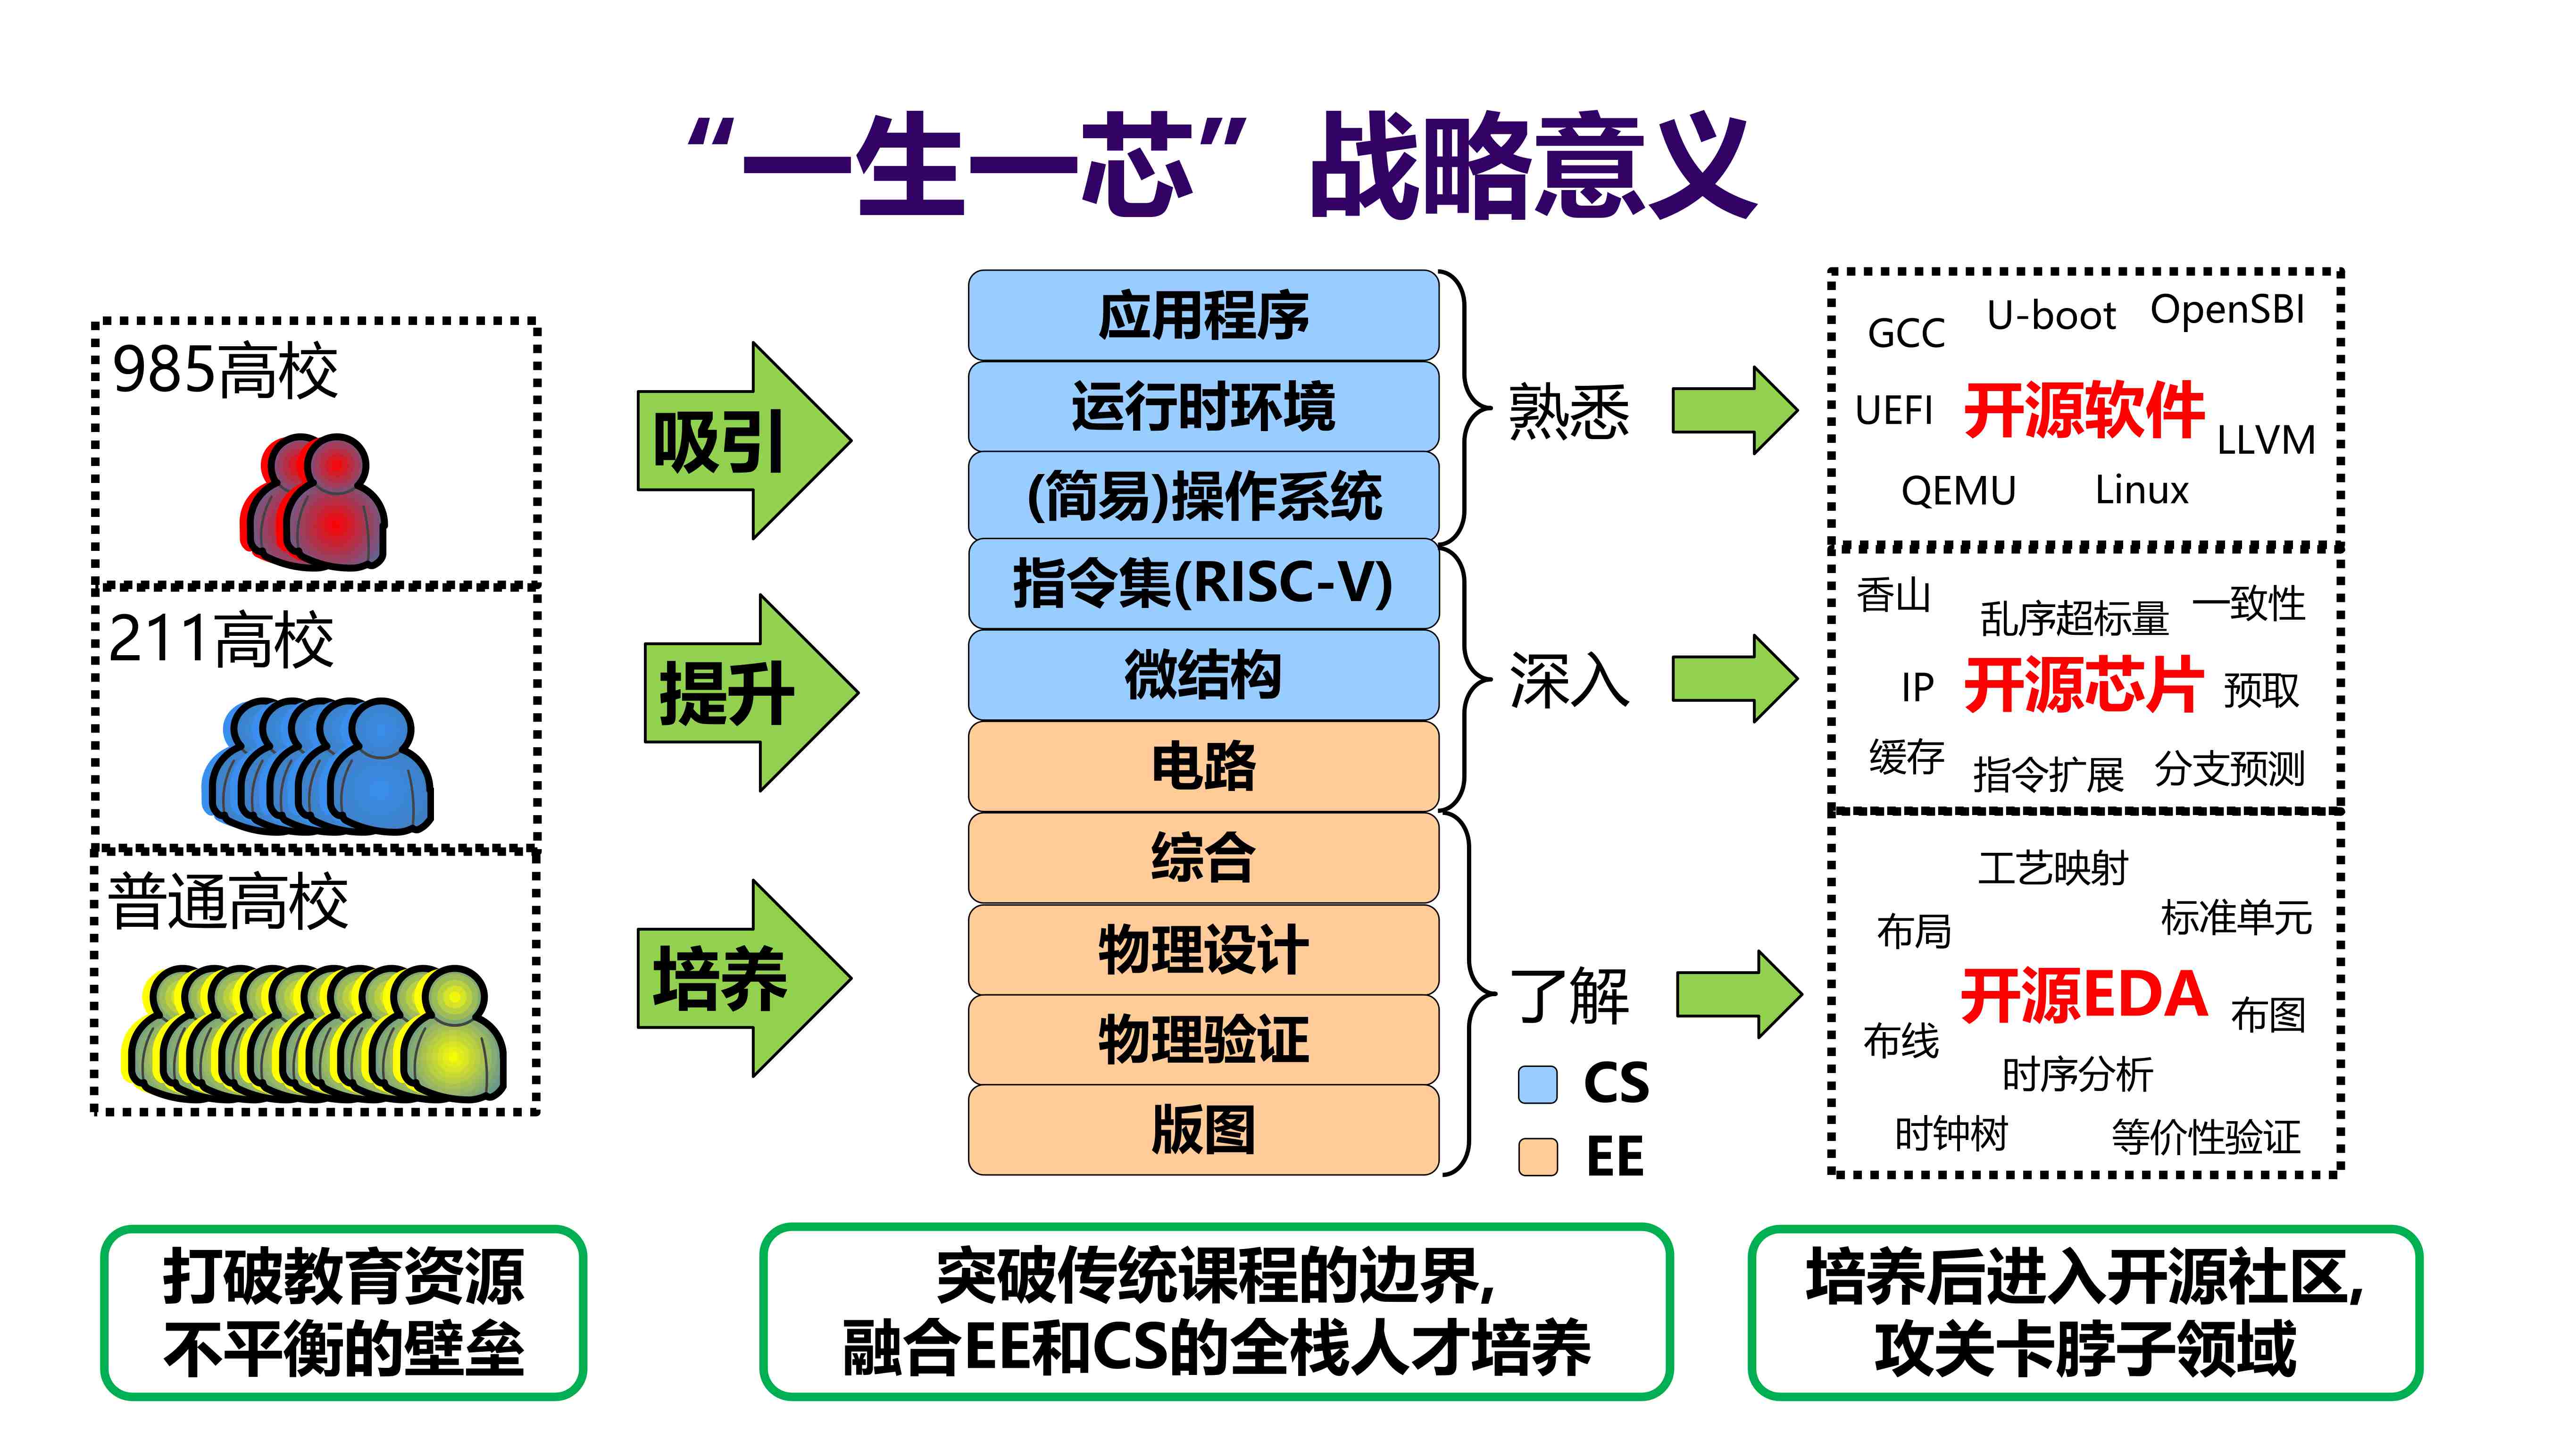 “一生一芯”战略意义
985高校
211高校
普通高校
吸引
提升
培养
应用程序
运行时环境
(简易)操作系统
指令集(RISC-V)
微结构
电路
综合
物理设计
物理验证
版图
熟悉
深入
了解
CS
EE
GCC
U-boot
OpenSBI
UEFI
开源软件
LLVM
QEMU
Linux
香山
乱序超标量
一致性
IP
开源芯片
预取
缓存
指令扩展
分支预测
工艺映射
布局
标准单元
开源EDA
布图
布线
时序分析
时钟树
等价性验证
打破教育资源
不平衡的壁垒
突破传统课程的边界,
融合EE和CS的全栈人才培养
培养后进入开源社区,
攻关卡脖子领域